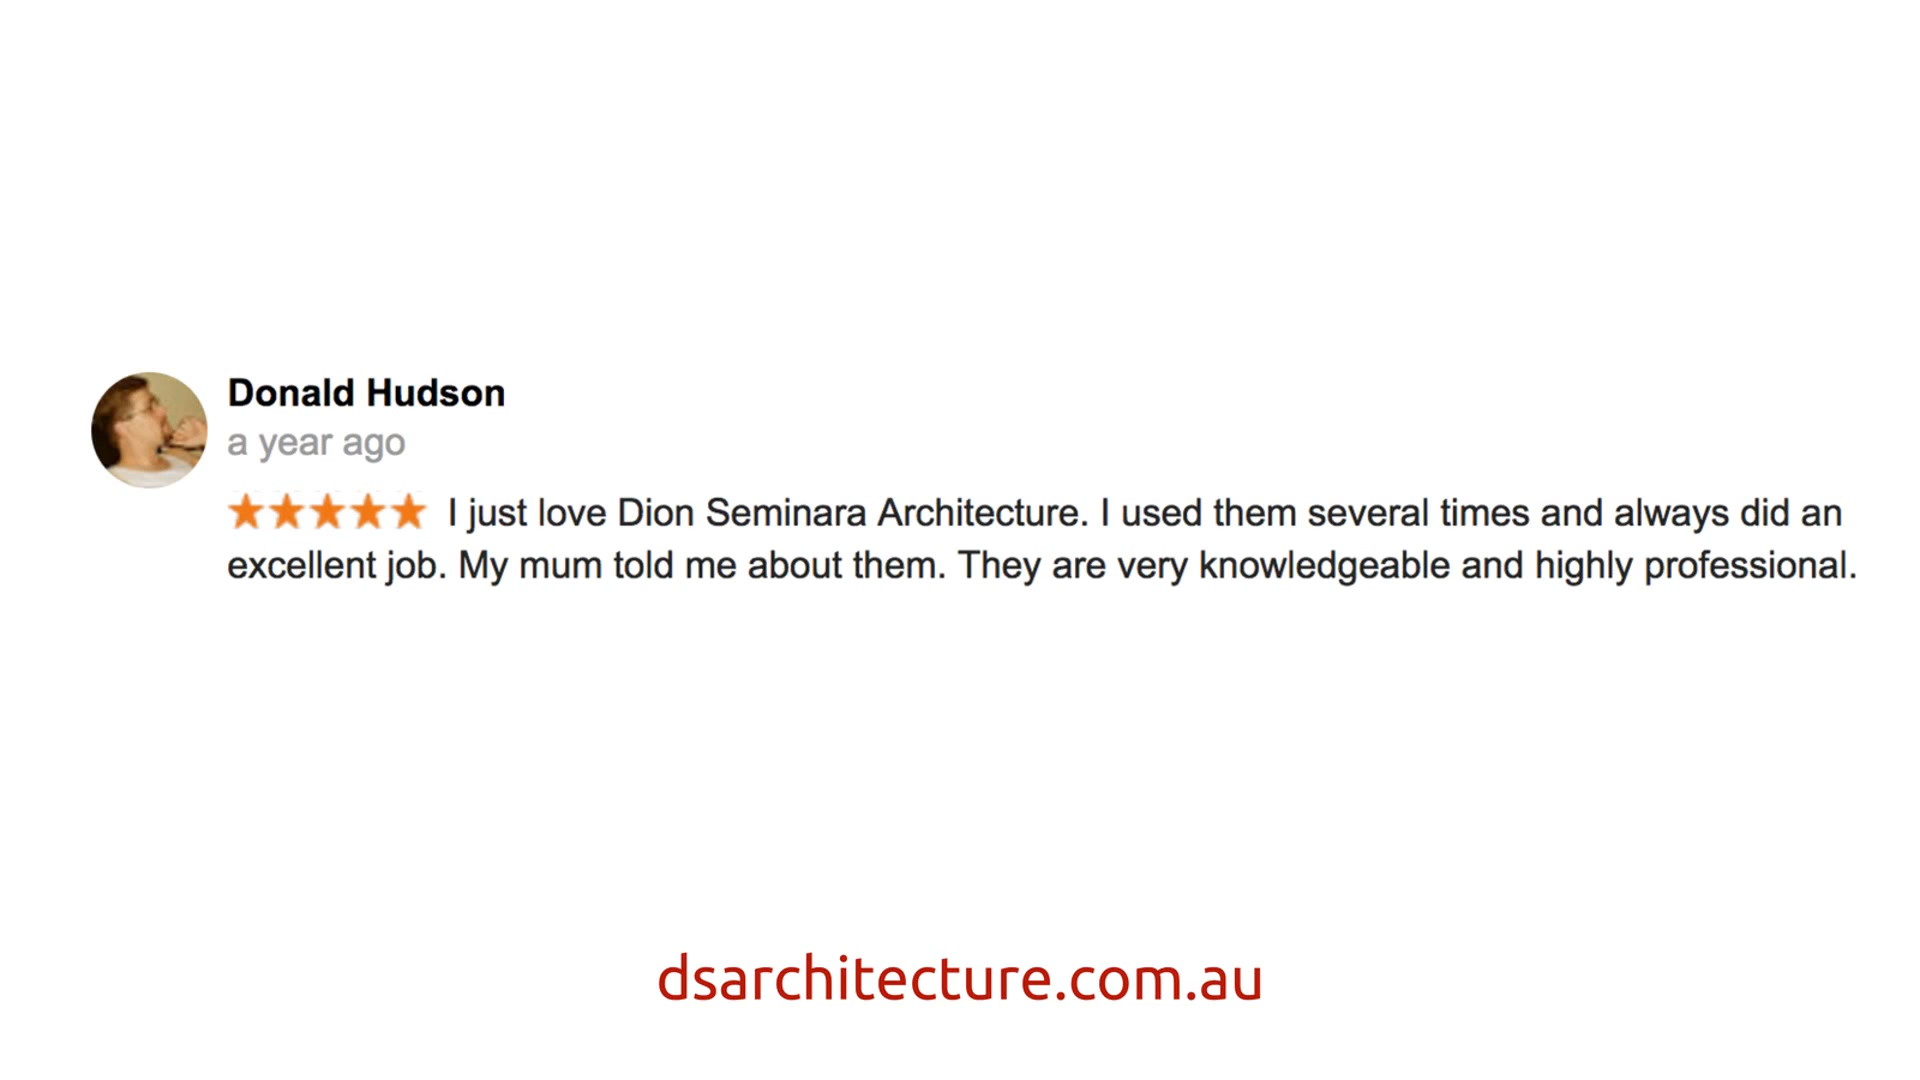 Donald Hudson
a year ago
I just love Dion Seminara Architecture. I used them several times and always did an
excellent job. My mum told me about them. They are very knowledgeable and highly professional.
dsarchitecture.com.au